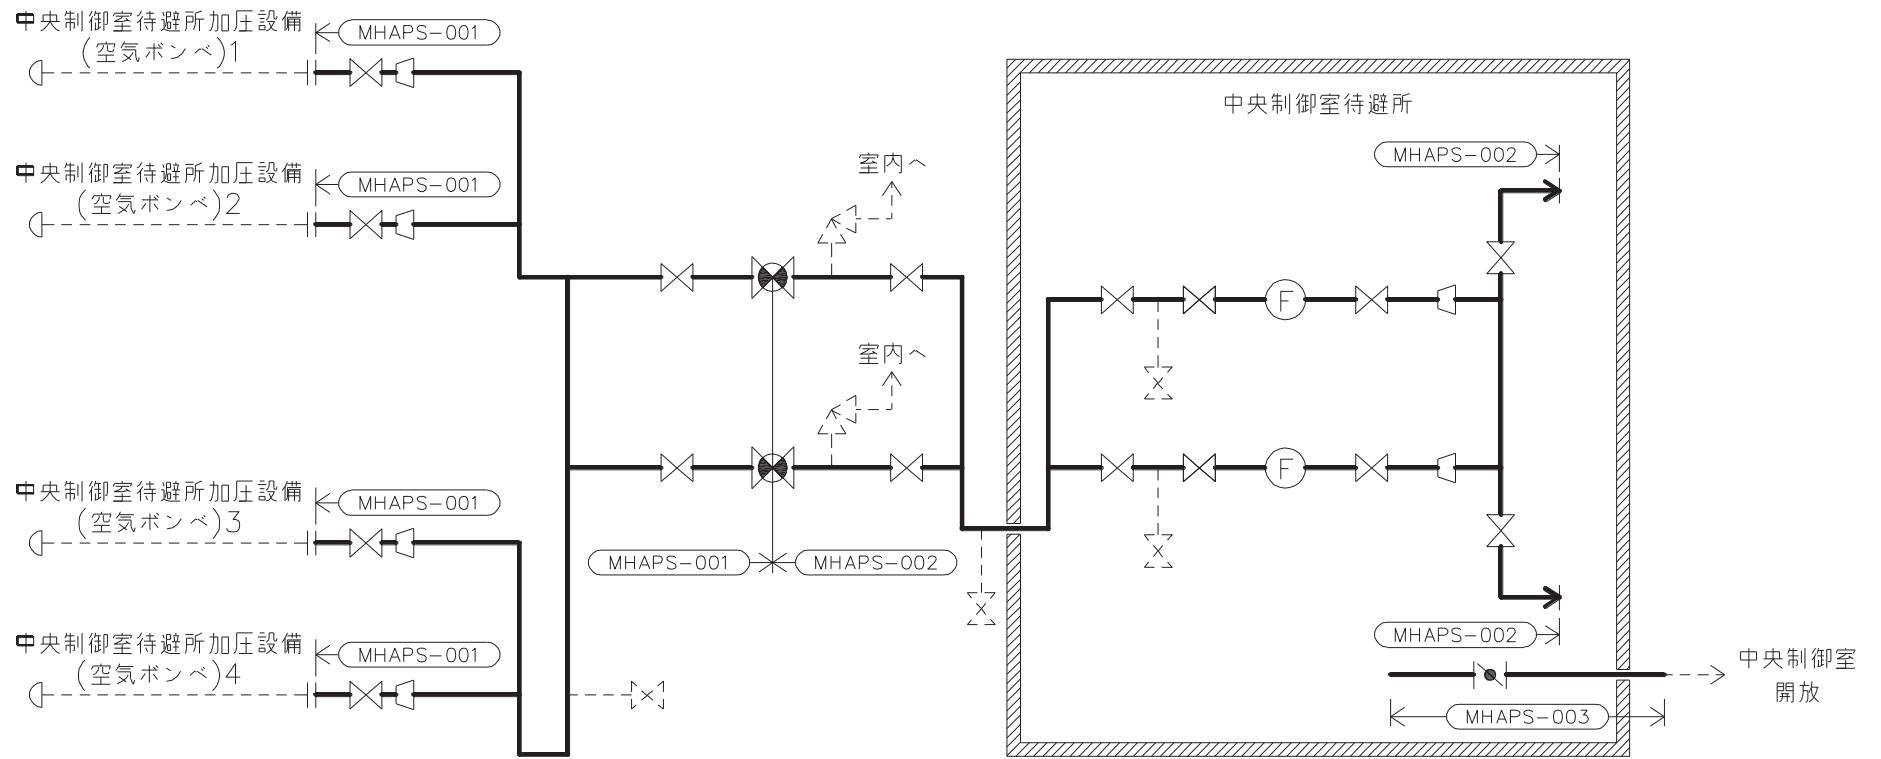 中央制御室待避所加圧設備
(空気ボンベ)1
MHAPS-001
中央制御室待避所加圧設備
(空気ボンベ)2
MHAPS-001
中央制御室待避所加圧設備
(空気ボンベ)3
MHAPS-001
中央制御室待避所加圧設備
(空気ボンベ)4
MHAPS-001
室内へ
室内へ
MHAPS-001
MHAPS-002
中央制御室待避所
MHAPS-002
F
F
MHAPS-002
MHAPS-003
中央制御室
開放